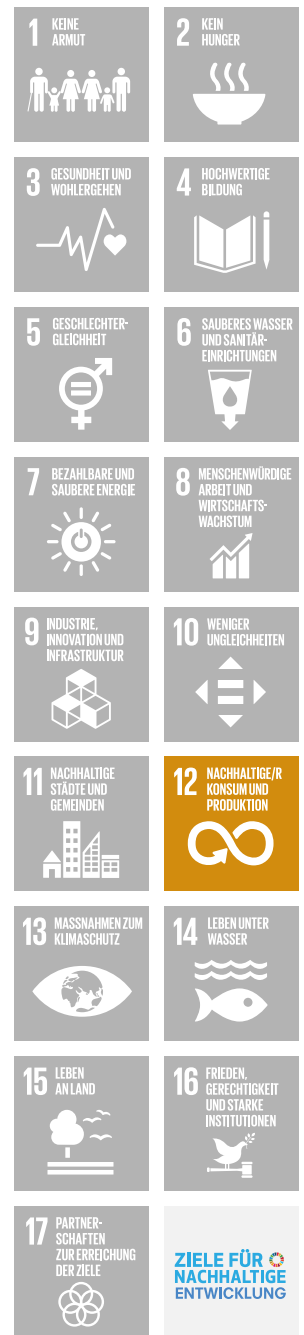 1 KEINE
ARMUT
2 KEIN
HUNGER
3 GESUNDHEIT UND
WOHLERGEHEN
4 HOCHWERTIGE
BILDUNG
5 GESCHLECHTER-
GLEICHHEIT
6 SAUBERES WASSER
UND SANITÄR-
EINRICHTUNGEN
7 BEZAHLBARE UND
SAUBERE ENERGIE
8 MENSCHENWÜRDIGE
ARBEIT UND
WIRTSCHAFTS-
WACHSTUM
9 INDUSTRIE,
INNOVATION UND
INFRASTRUKTUR
10 WENIGER
UNGLEICHHEITEN
11 NACHHALTIGE
STÄDTE UND
GEMEINDEN
12 NACHHALTIGE/R
KONSUM UND
PRODUKTION
13 MASSNAHMEN ZUM
KLIMASCHUTZ
14 LEBEN UNTER
WASSER
15 LEBEN
AN LAND
16 FRIEDEN,
GERECHTIGKEIT
UND STARKE
INSTITUTIONEN
17 PARTNER-
SCHAFTEN
ZUR ERREICHUNG
DER ZIELE
ZIELE FÜR
NACHHALTIGE
ENTWICKLUNG